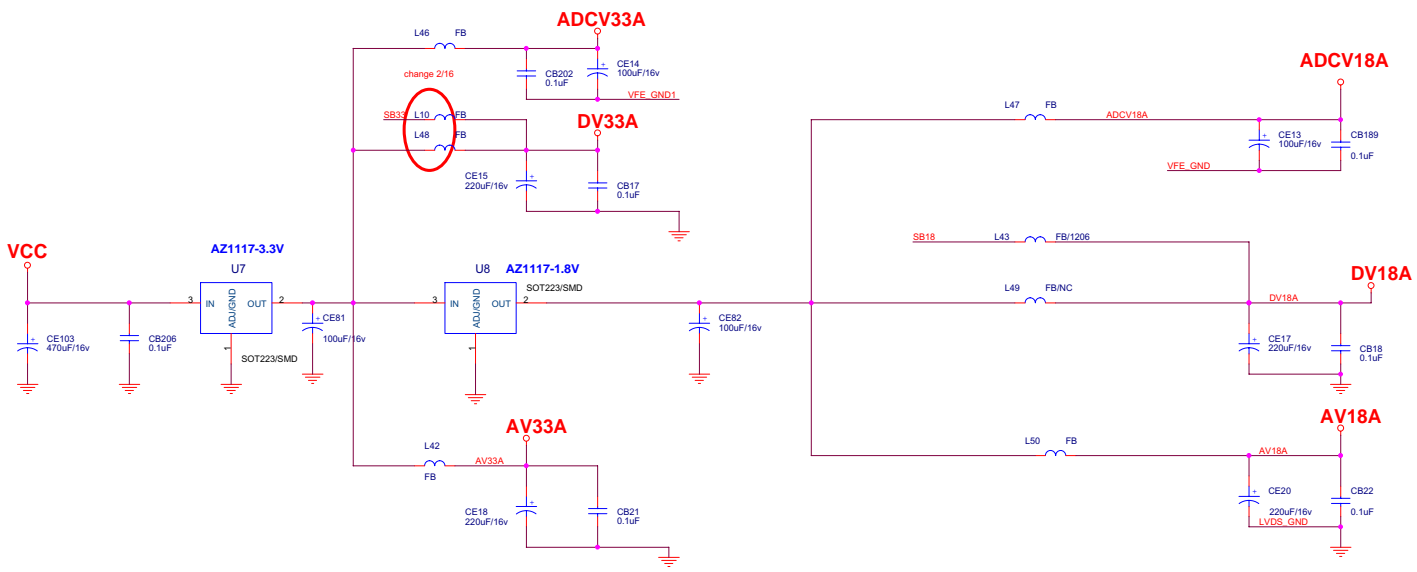 ADCV33A
L46 FB
CE14
100uF/16v
CB202
0.1uF
change 2/16
VFE_GND1
SB33 L10 FB
DV33A
L48 FB
CE15
220uF/16v
CB17
0.1uF
ADCV18A
L47 FB
ADCV18A
CE13
100uF/16v
CB189
0.1uF
VFE_GND
VCC
AZ1117-3.3V
U7
3 IN OUT 2
ADJ/GND
1
SOT223/SMD
CE103
470uF/16v
CB206
0.1uF
CE81
100uF/16v
U8 AZ1117-1.8V
SOT223/SMD
3 IN OUT 2
ADJ/GND
1
CE82
100uF/16v
SB18 L43 FB/1206
DV18A
L49 FB/NC
DV18A
CE17
220uF/16v
CB18
0.1uF
AV33A
L42
FB
AV33A
CE18
220uF/16v
CB21
0.1uF
AV18A
L50 FB
AV18A
CE20
220uF/16v
CB22
0.1uF
LVDS_GND